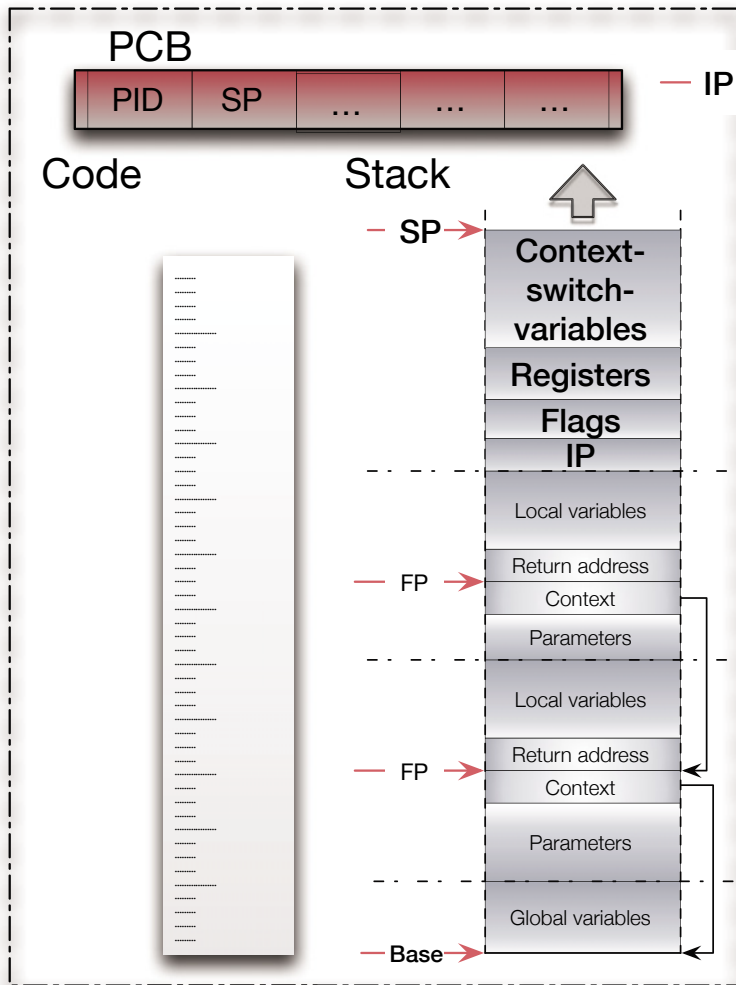 PCB
IP
PID SP ... ... ...
Code Stack
SP
Context-
switch-
variables
Registers
Flags
IP
Local variables
Return address
FP
Context
Parameters
Local variables
Return address
FP
Context
Parameters
Global variables
Base